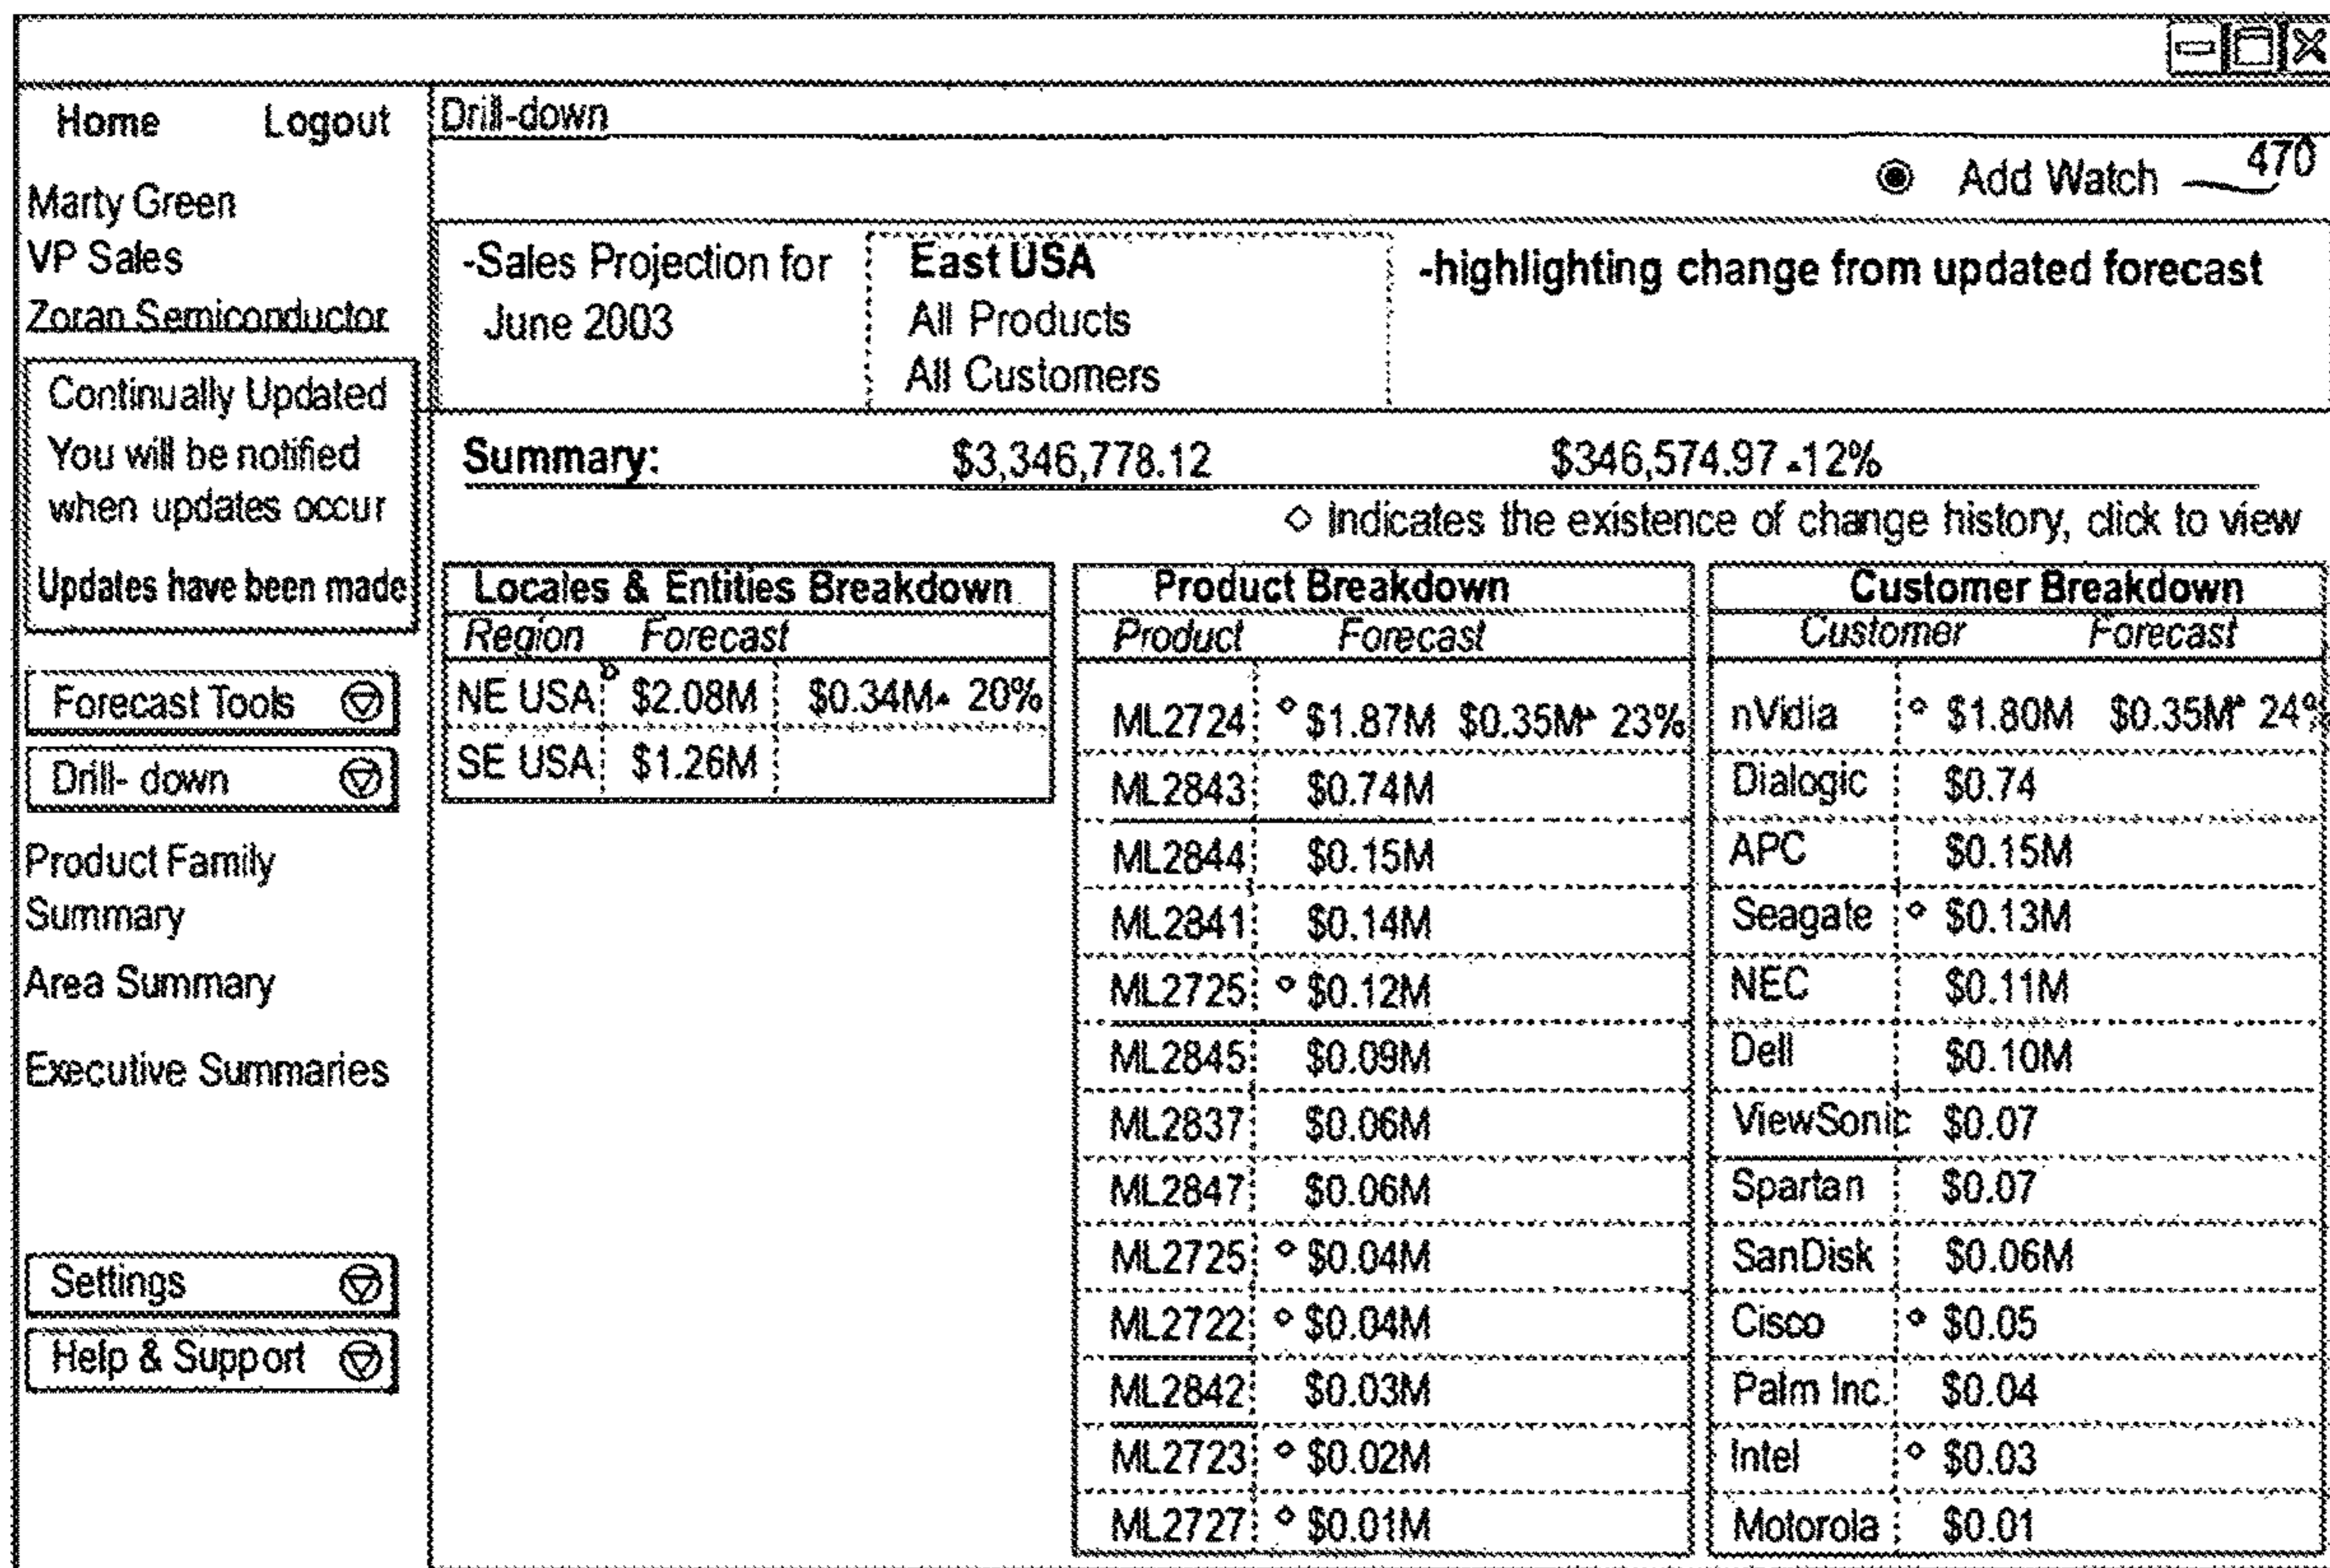 Home Logout
Marty Green
VP Sales
Zoran Semiconductor
Continually Updated
You will be notified
when updates occur
Updates have been made
Forecast Tools
Drill- down
Product Family
Summary
Area Summary
Executive Summaries
Settings
Help & Support
Drill-down
Add Watch 470
-Sales Projection for
June 2003
East USA
All Products
All Customers
-highlighting change from updated forecast
Summary: $3,346,778.12 $346,574.97 ▲12%
◇ Indicates the existence of change history, click to view
Locales & Entities Breakdown
Region Forecast
NE USA ◇ $2.08M $0.34M▲ 20%
SE USA $1.26M
Product Breakdown
Product Forecast
ML2724 ◇ $1.87M $0.35M▲ 23%
ML2843 $0.74M
ML2844 $0.15M
ML2841 $0.14M
ML2725 ◇ $0.12M
ML2845 $0.09M
ML2837 $0.06M
ML2847 $0.06M
ML2725 ◇ $0.04M
ML2722 ◇ $0.04M
ML2842 $0.03M
ML2723 ◇ $0.02M
ML2727 ◇ $0.01M
Customer Breakdown
Customer Forecast
nVidia ◇ $1.80M $0.35M▲ 24%
Dialogic $0.74
APC $0.15M
Seagate ◇ $0.13M
NEC $0.11M
Dell $0.10M
ViewSonic $0.07
Spartan $0.07
SanDisk $0.06M
Cisco ◇ $0.05
Palm Inc. $0.04
Intel ◇ $0.03
Motorola $0.01